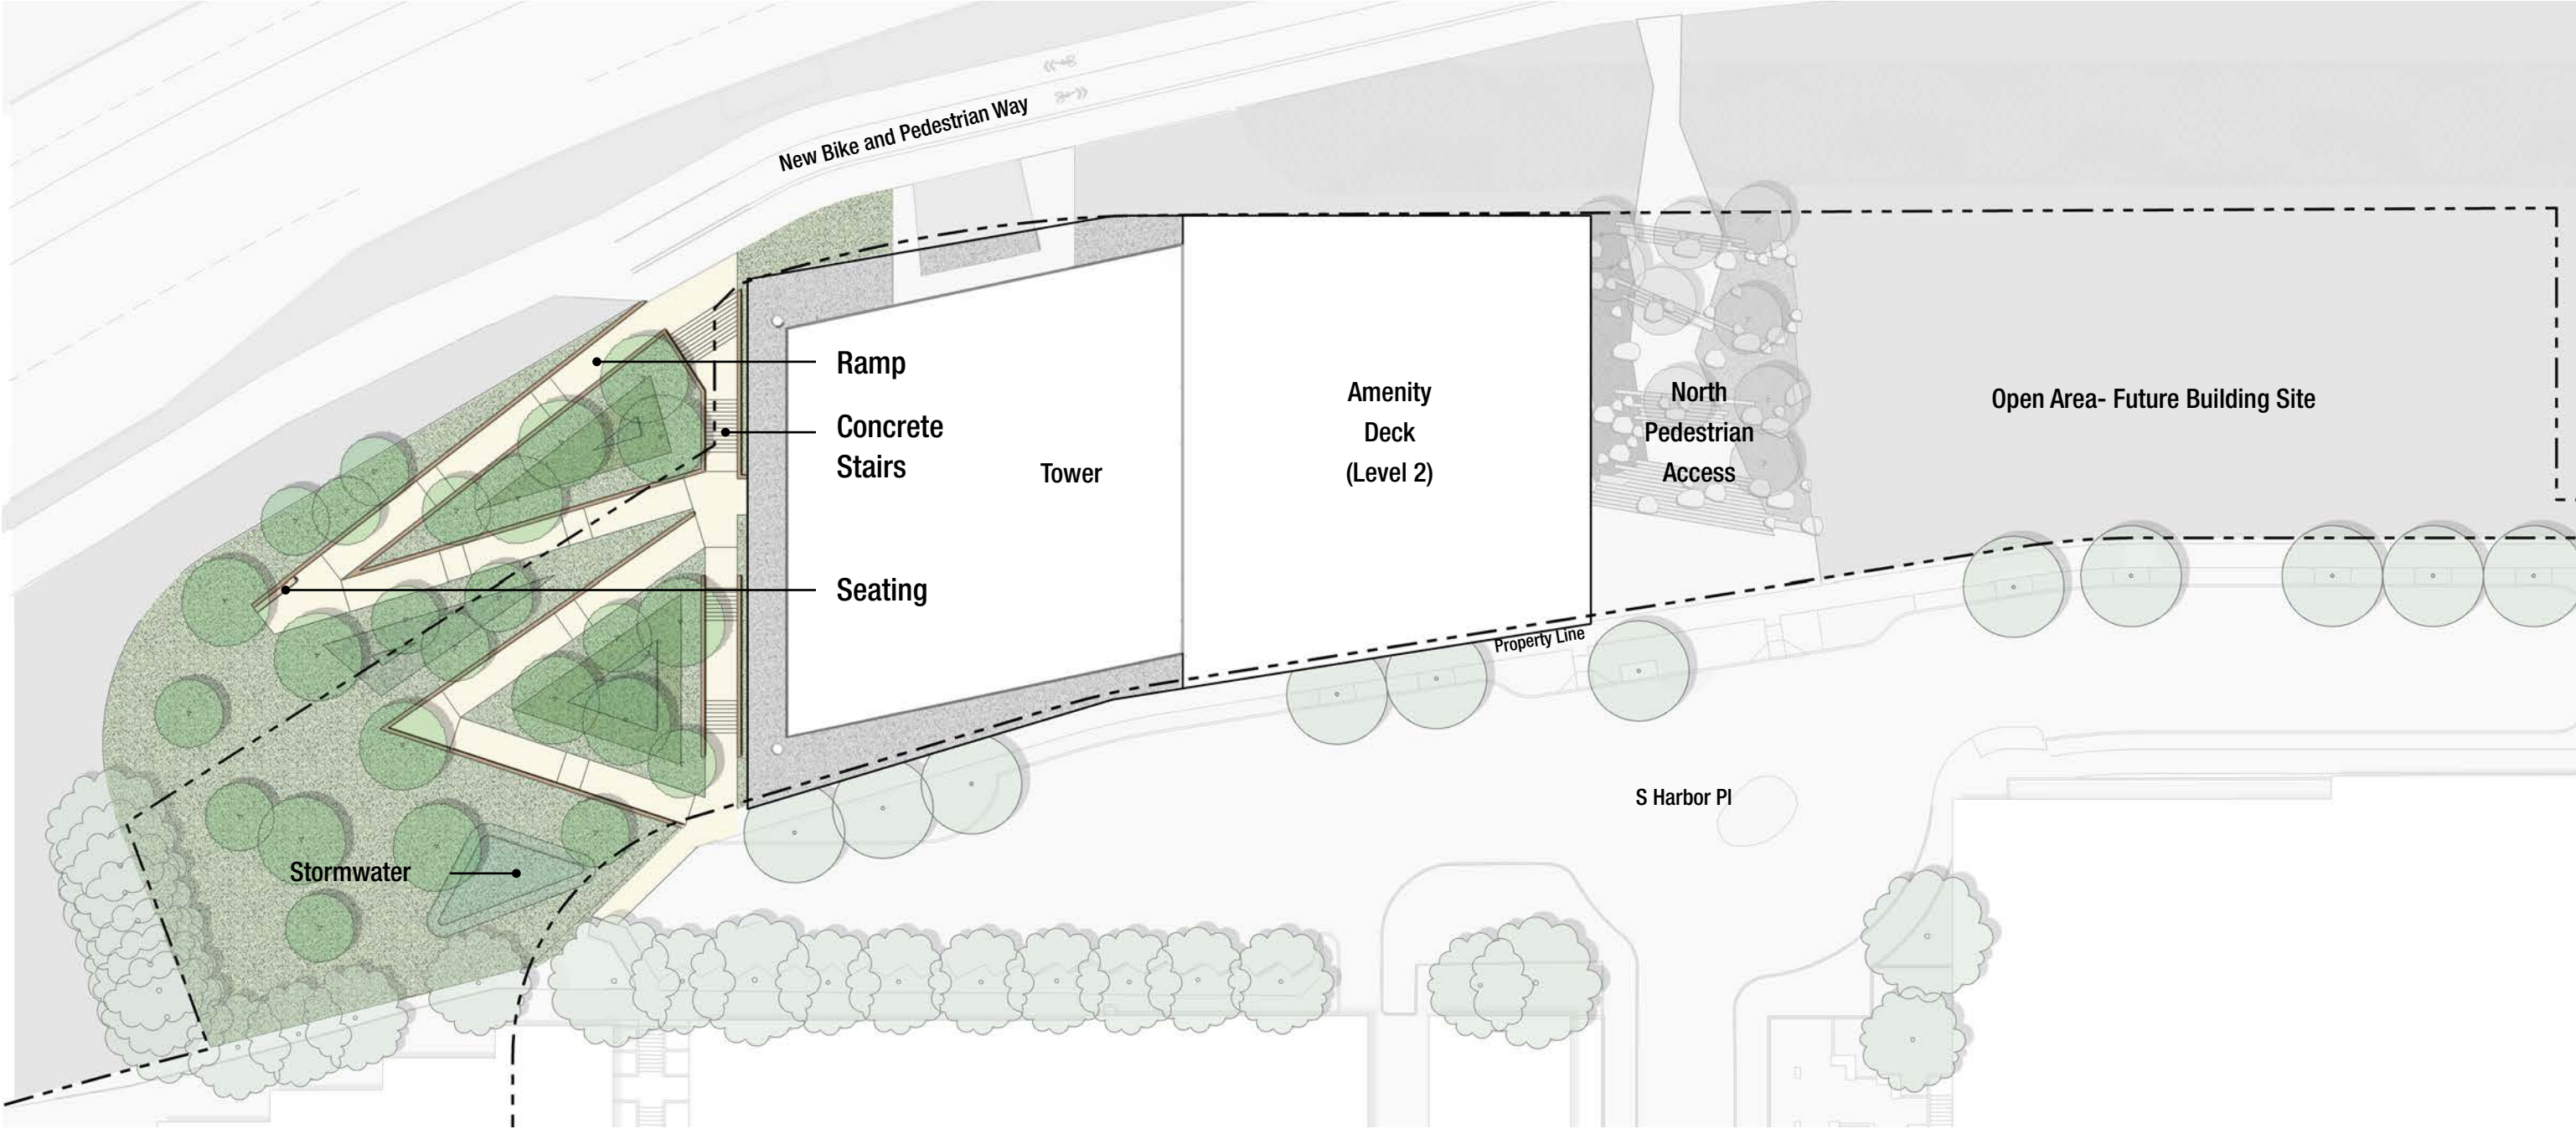 New Bike and Pedestrian Way
Ramp
Concrete
Stairs
Tower
Seating
Amenity
Deck
(Level 2)
North
Pedestrian
Access
Open Area- Future Building Site
Property Line
S Harbor Pl
Stormwater